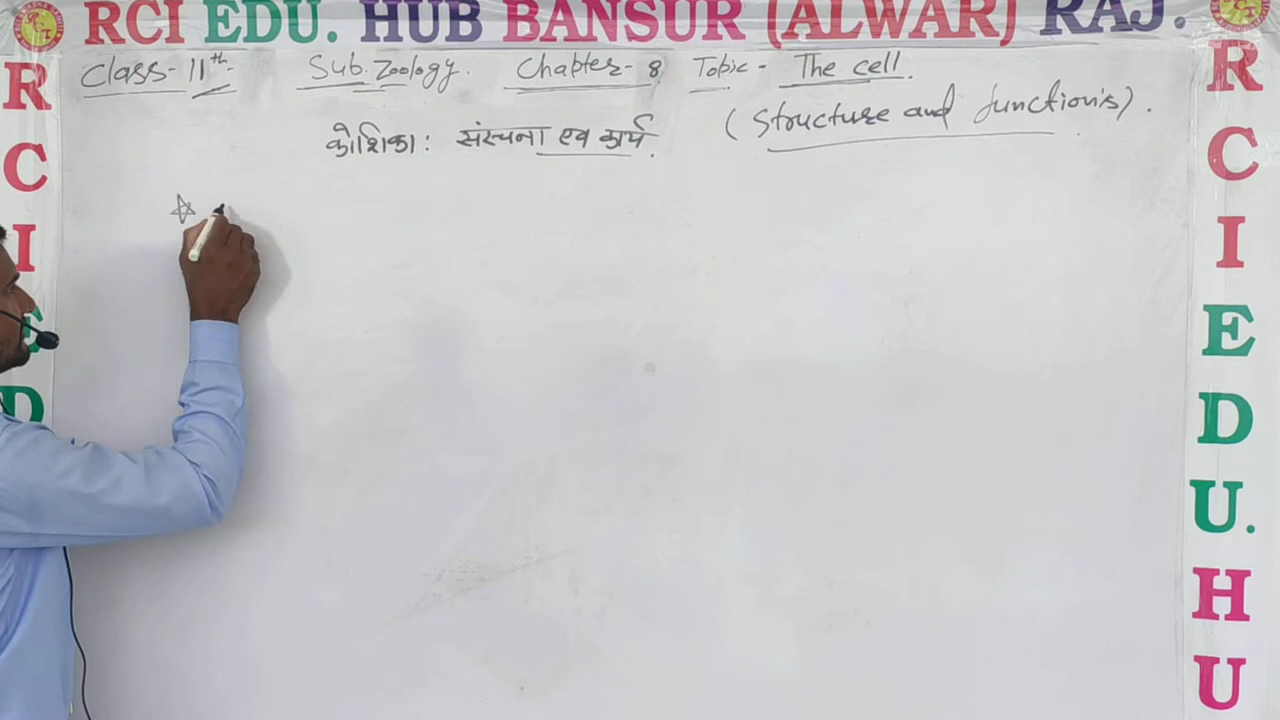 RCI EDU. HUB BANSUR (ALWAR) RAJ.
Class- 11th- Sub. Zoology. Chapter- 8 Topic - The cell.
(Structure and function's).
कोशिका: संरचना एवं कार्य.
R
C
I
E
D
R
C
I
E
D
U.
H
U